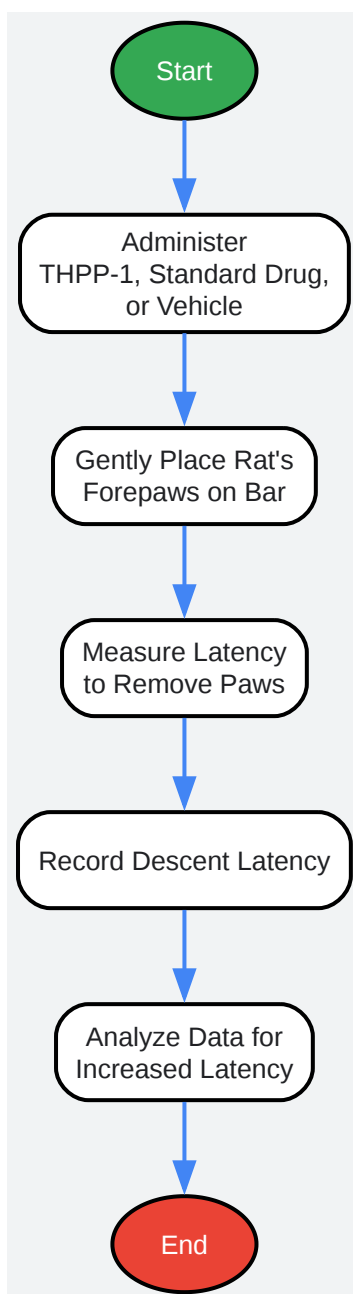 Start
Administer
THPP-1, Standard Drug,
or Vehicle
Gently Place Rat's
Forepaws on Bar
Measure Latency
to Remove Paws
Record Descent Latency
Analyze Data for
Increased Latency
End